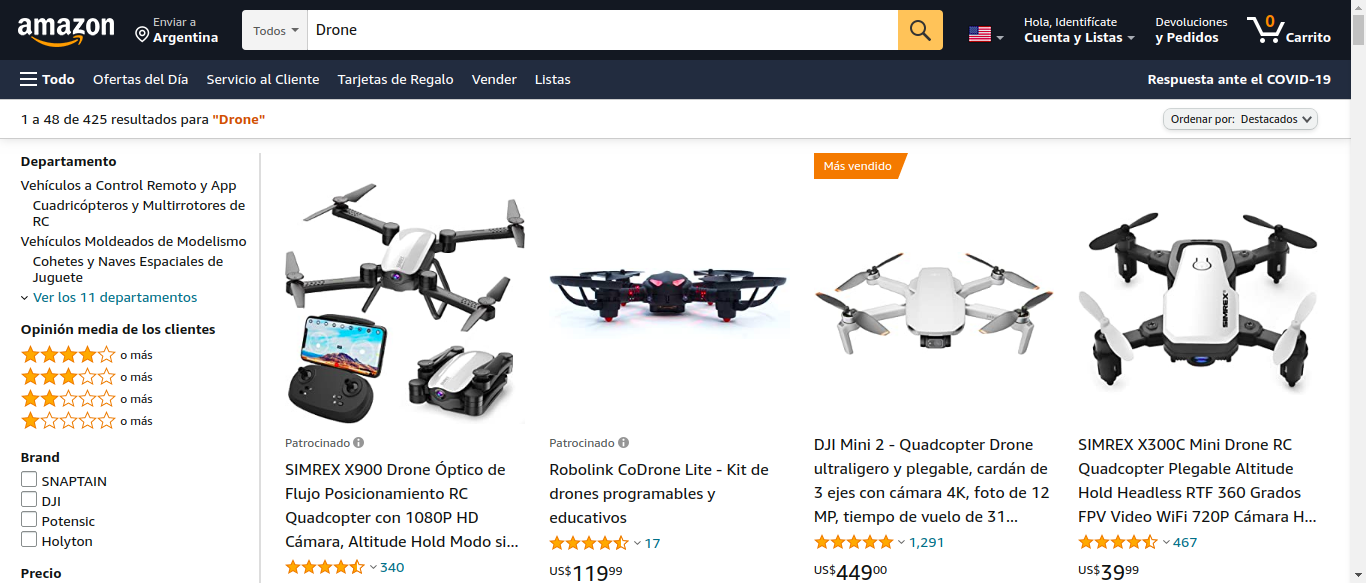 amazon
Enviar a
Argentina
Todos
Drone
Hola, Identifícate
Cuenta y Listas
Devoluciones
y Pedidos
0
Carrito
Todo
Ofertas del Día
Servicio al Cliente
Tarjetas de Regalo
Vender
Listas
Respuesta ante el COVID-19
1 a 48 de 425 resultados para "Drone"
Ordenar por: Destacados
Departamento
Vehículos a Control Remoto y App
Cuadricópteros y Multirrotores de
RC
Vehículos Moldeados de Modelismo
Cohetes y Naves Espaciales de
Juguete
Ver los 11 departamentos
Opinión media de los clientes
o más
o más
o más
o más
Brand
SNAPTAIN
DJI
Potensic
Holyton
Precio
Patrocinado
SIMREX X900 Drone Óptico de
Flujo Posicionamiento RC
Quadcopter con 1080P HD
Cámara, Altitude Hold Modo si...
340
Patrocinado
Robolink CoDrone Lite - Kit de
drones programables y
educativos
17
US$119⁹⁹
Más vendido
DJI Mini 2 - Quadcopter Drone
ultraligero y plegable, cardán de
3 ejes con cámara 4K, foto de 12
MP, tiempo de vuelo de 31...
1,291
US$449⁰⁰
SIMREX
SIMREX X300C Mini Drone RC
Quadcopter Plegable Altitude
Hold Headless RTF 360 Grados
FPV Video WiFi 720P Cámara H...
467
US$39⁹⁹